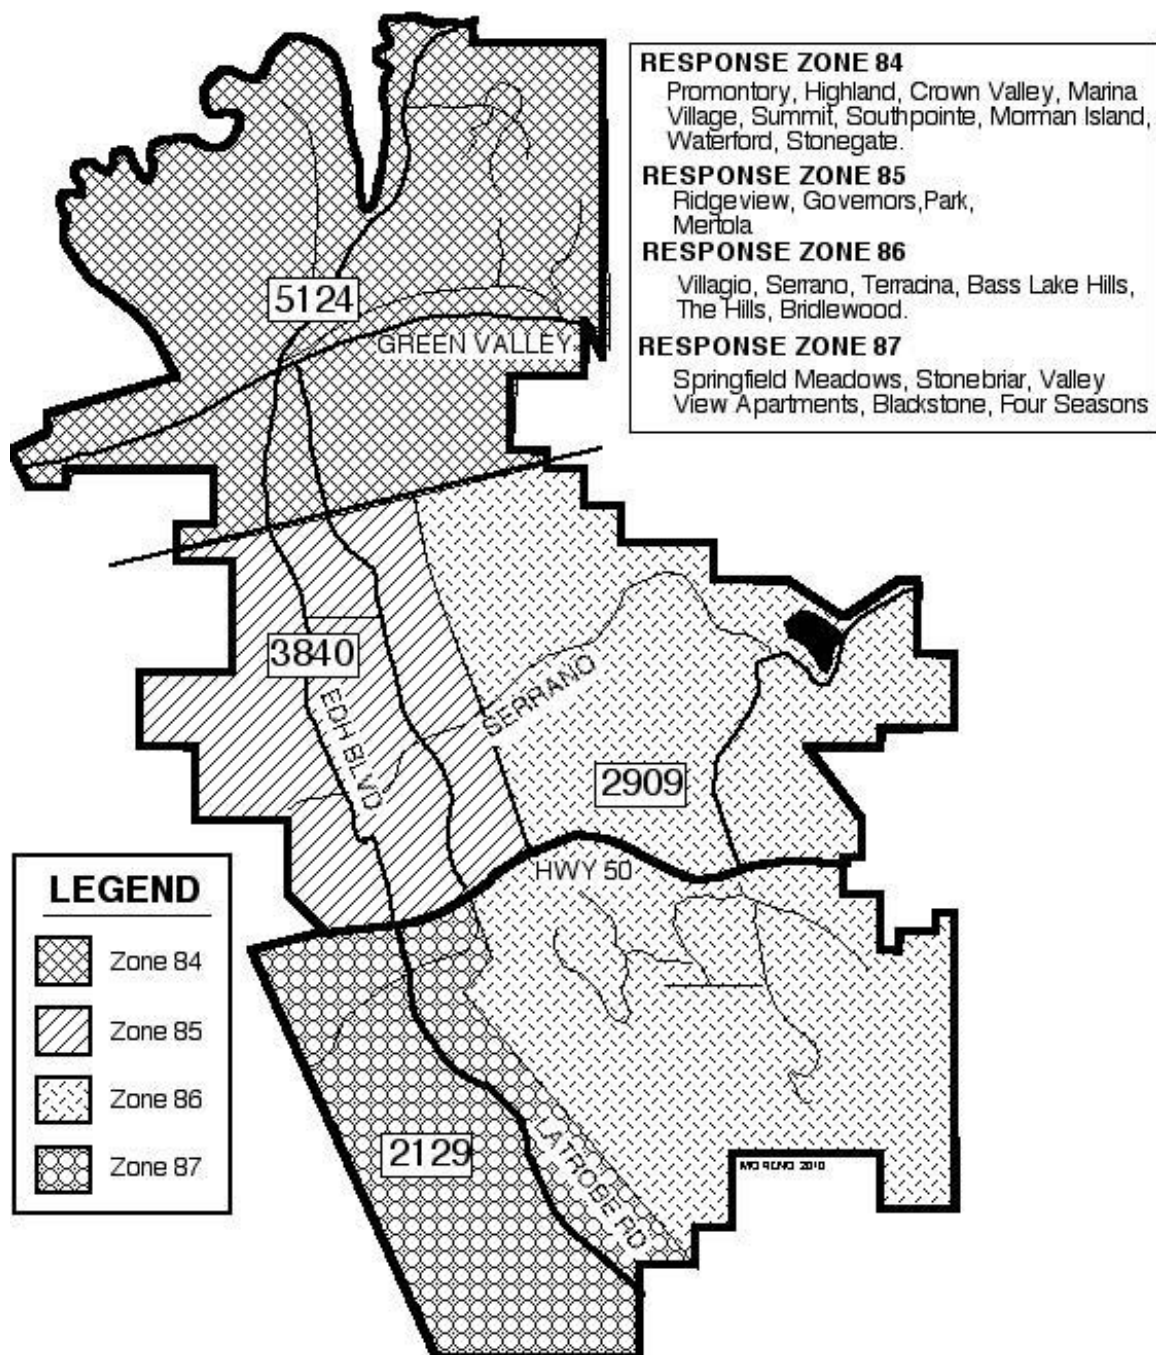 RESPONSE ZONE 84
Promontory, Highland, Crown Valley, Marina
Village, Summit, Southpointe, Morman Island,
Waterford, Stonegate.
RESPONSE ZONE 85
Ridgeview, Governors,Park,
Mertola
RESPONSE ZONE 86
Villagio, Serrano, Terracina, Bass Lake Hills,
The Hills, Bridlewood.
RESPONSE ZONE 87
Springfield Meadows, Stonebriar, Valley
View Apartments, Blackstone, Four Seasons
5124
GREEN VALLEY
3840
EDH BLVD
SERRANO
2909
HWY 50
2129
LATROBE RD
MORENO 2010
LEGEND
Zone 84
Zone 85
Zone 86
Zone 87